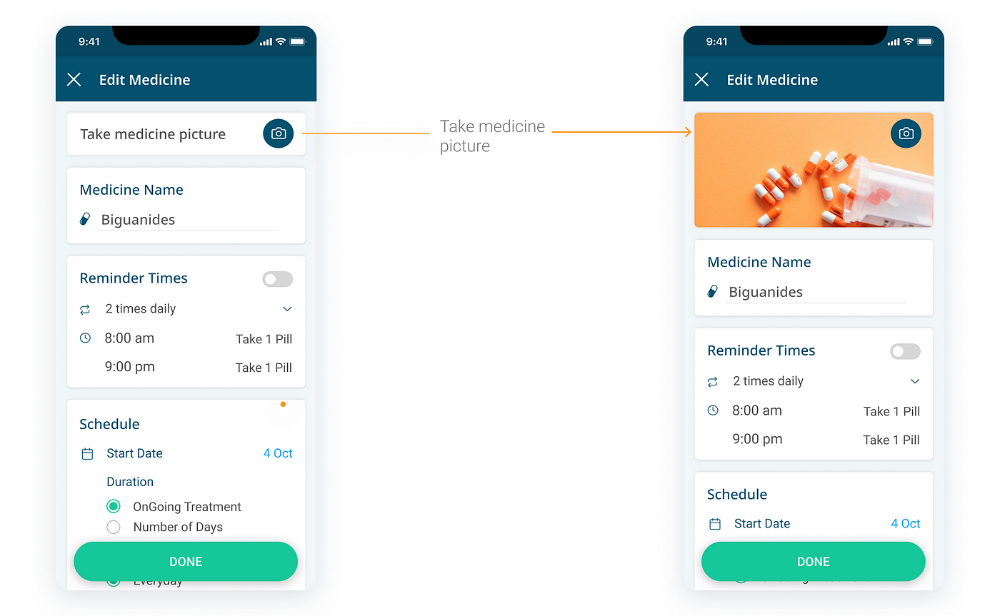 9:41
Edit Medicine
Take medicine picture
Medicine Name
Biguanides
Reminder Times
2 times daily
8:00 am Take 1 Pill
9:00 pm Take 1 Pill
Schedule
Start Date 4 Oct
Duration
OnGoing Treatment
Number of Days
DONE
Everyday
Take medicine
picture
9:41
Edit Medicine
Medicine Name
Biguanides
Reminder Times
2 times daily
8:00 am Take 1 Pill
9:00 pm Take 1 Pill
Schedule
Start Date 4 Oct
DONE